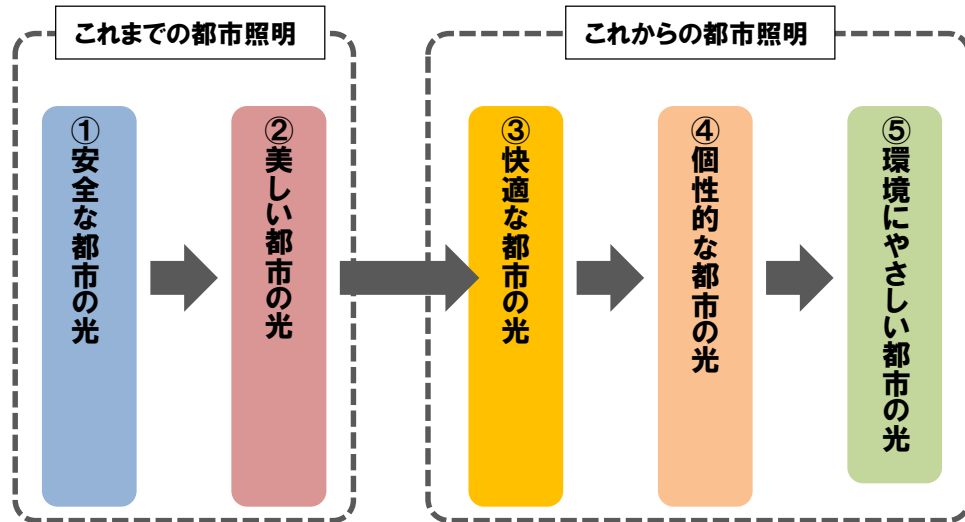 これまでの都市照明
①安全な都市の光
②美しい都市の光
これからの都市照明
③快適な都市の光
④個性的な都市の光
⑤環境にやさしい都市の光